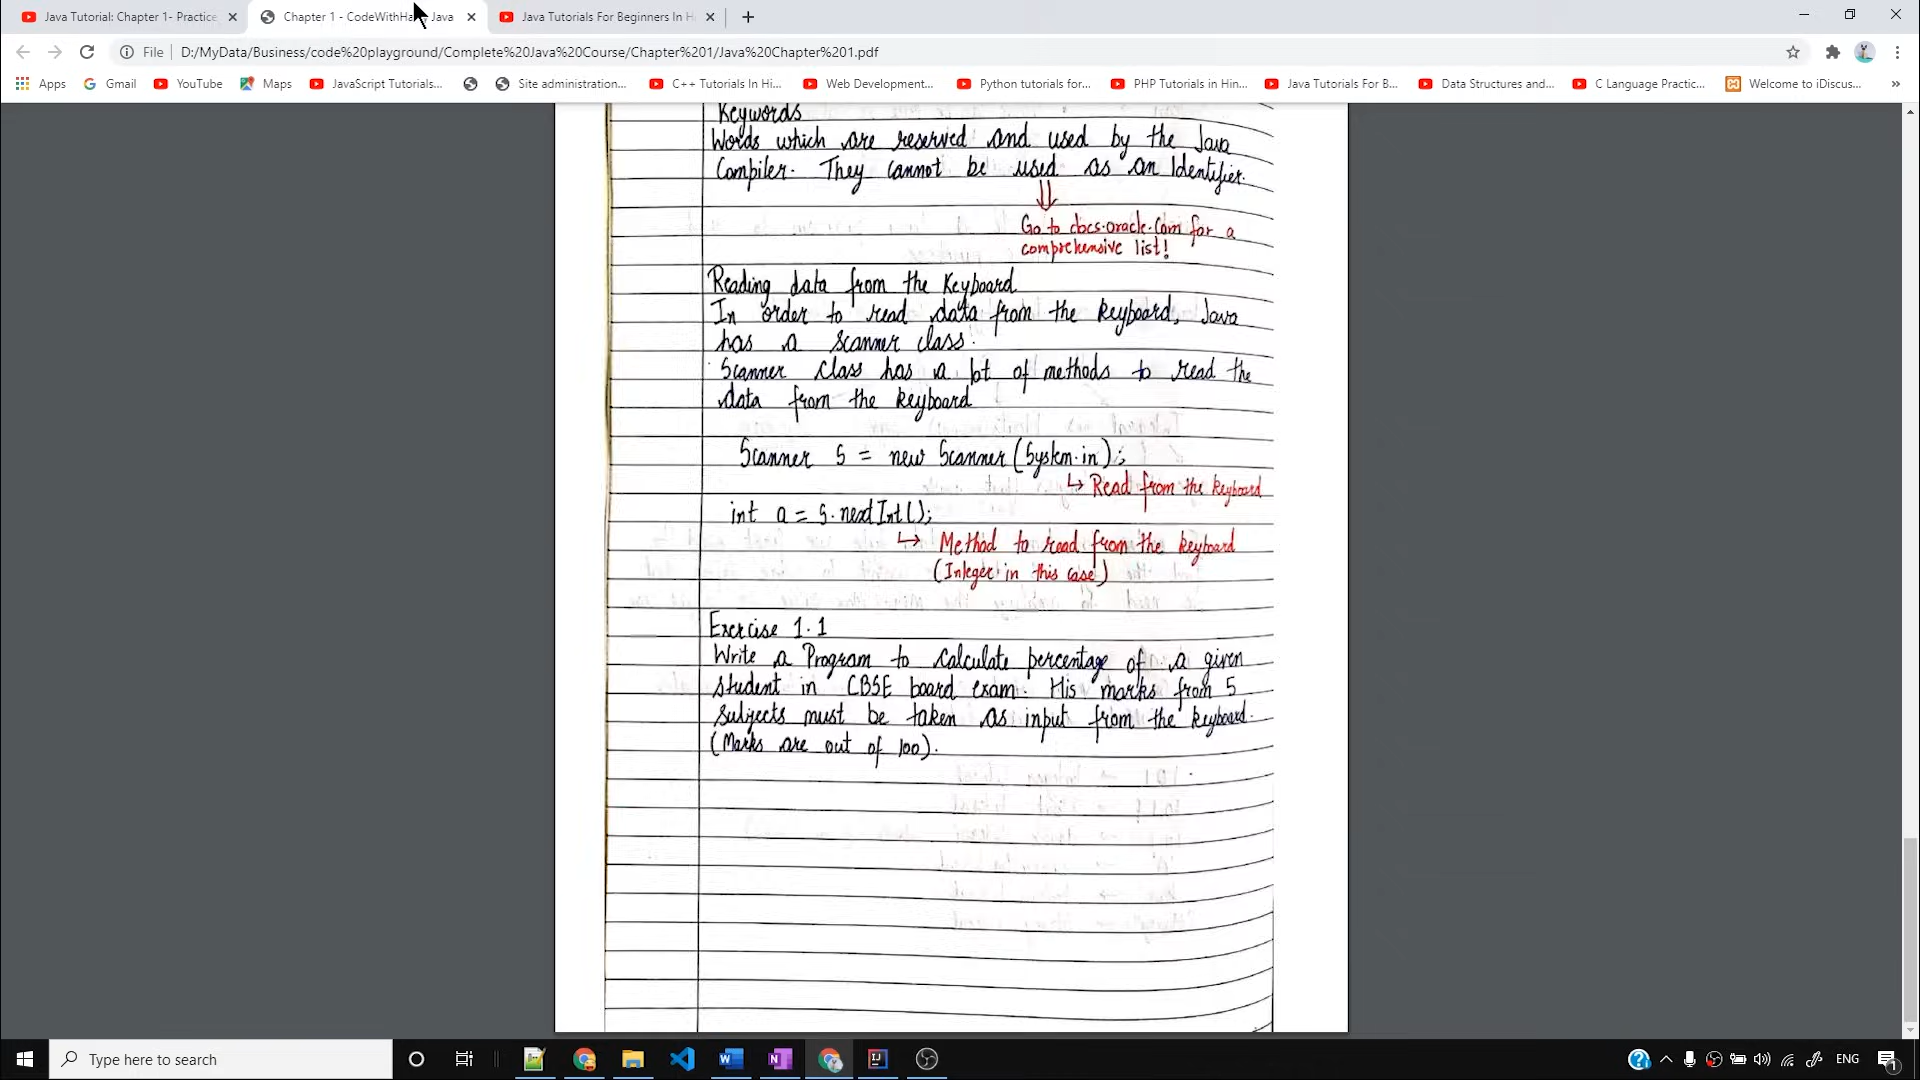 Java Tutorial: Chapter 1- Practice
Chapter 1 - CodeWithHa Java
Java Tutorials For Beginners In H
File D:/MyData/Business/code%20playground/Complete%20Java%20Course/Chapter%201/Java%20Chapter%201.pdf
Apps Gmail YouTube Maps JavaScript Tutorials... Site administration... C++ Tutorials In Hi... Web Development... Python tutorials for... PHP Tutorials in Hin... Java Tutorials For B... Data Structures and... C Language Practic... Welcome to iDiscus... »
Keywords
Words which are reserved and used by the Java
Compiler. They cannot be used as an Identifier.
Go to docs.oracle.com for a
comprehensive list!
Reading data from the Keyboard
In order to read data from the keyboard, Java
has a scanner class.
Scanner class has a lot of methods to read the
data from the keyboard
Scanner S = new Scanner (System.in);
↳ Read from the keyboard
int a = S.nextInt();
↳ Method to read from the keyboard
(Integer in this case)
Exercise 1.1
Write a Program to calculate percentage of a given
student in CBSE board exam. His marks from 5
subjects must be taken as input from the keyboard.
(Marks are out of 100).
Type here to search
ENG
1